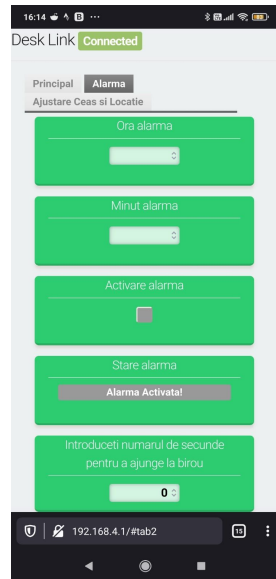 16:14 B ...
Desk Link Connected
Principal Alarma
Ajustare Ceas si Locatie
Ora alarma
Minut alarma
Activare alarma
Stare alarma
Alarma Activata!
Introduceti numarul de secunde
pentru a ajunge la birou
0
192.168.4.1/#tab2 15